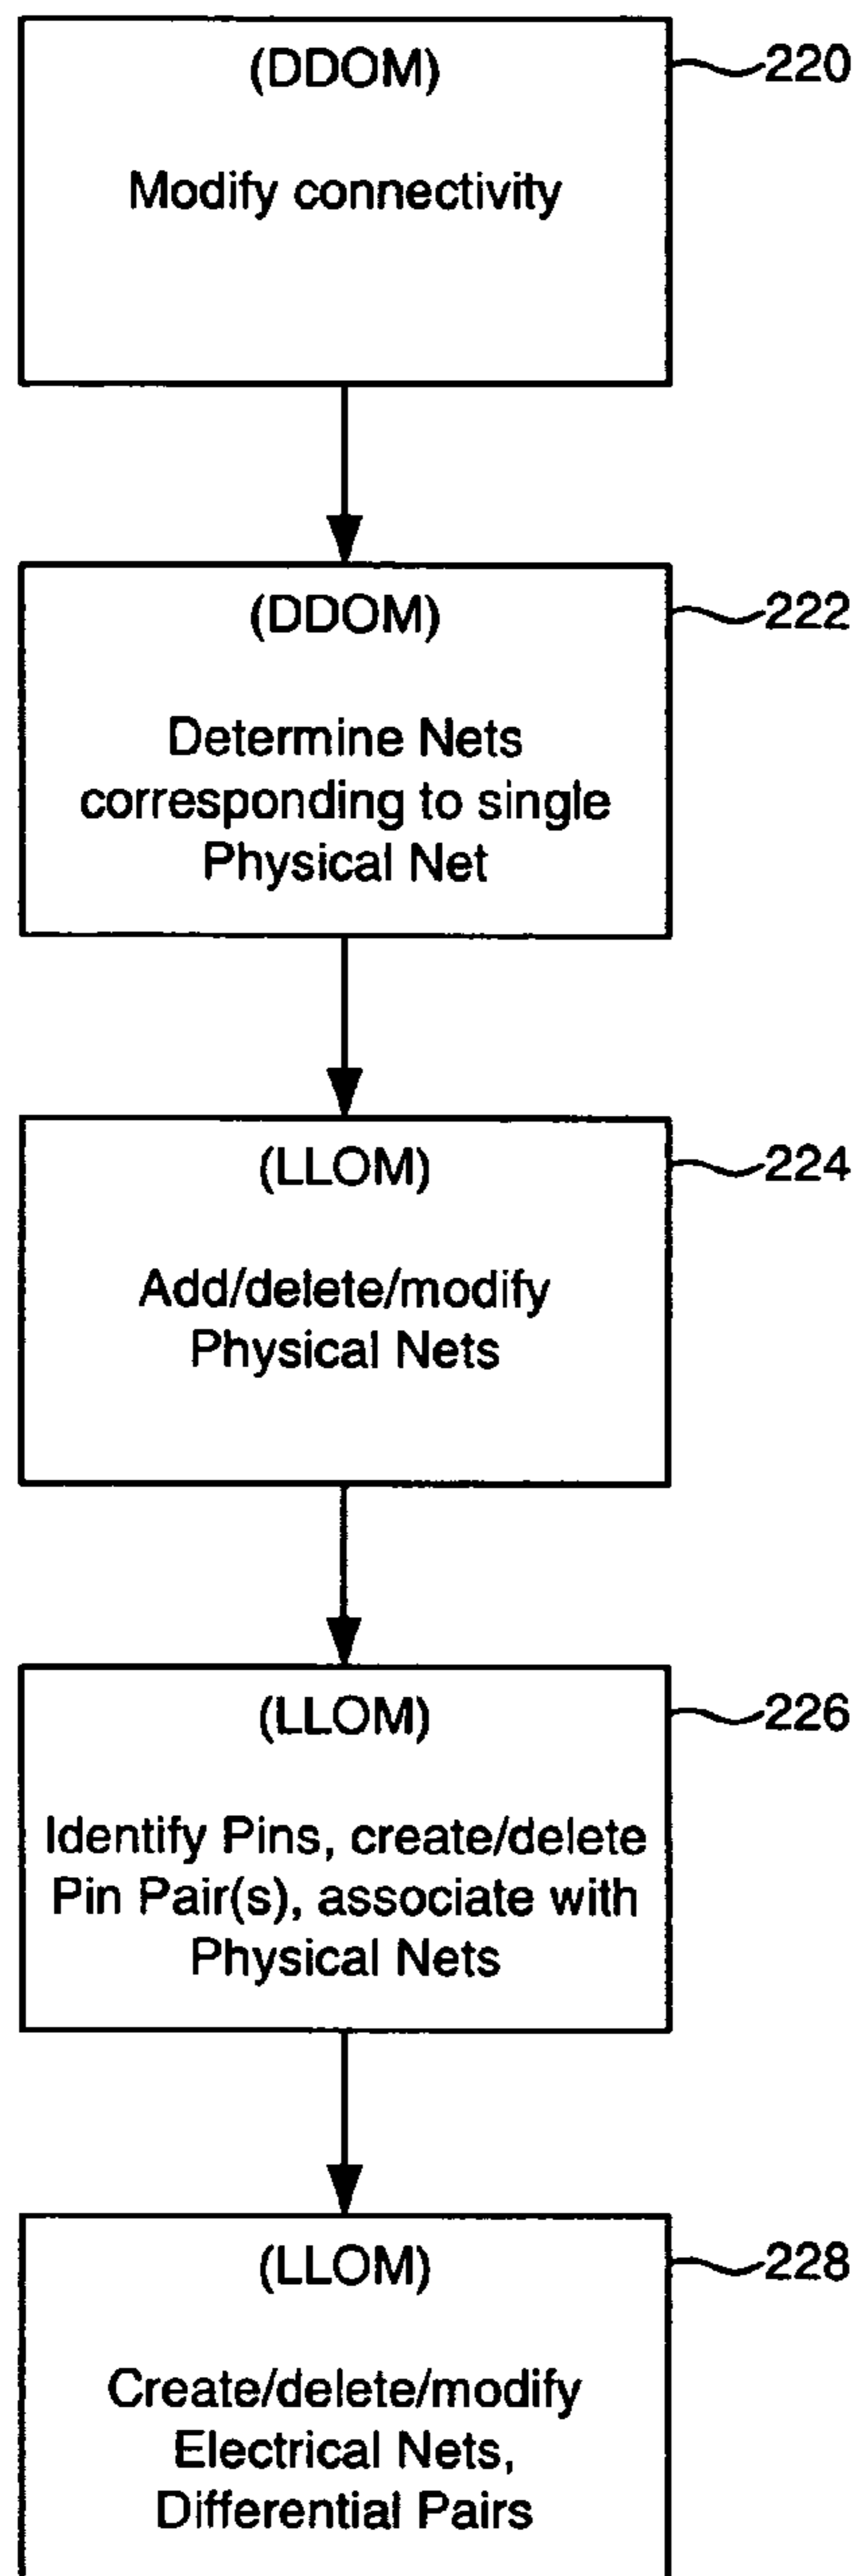 (DDOM)
220
Modify connectivity
(DDOM)
222
Determine Nets
corresponding to single
Physical Net
(LLOM)
224
Add/delete/modify
Physical Nets
(LLOM)
226
Identify Pins, create/delete
Pin Pair(s), associate with
Physical Nets
(LLOM)
228
Create/delete/modify
Electrical Nets,
Differential Pairs